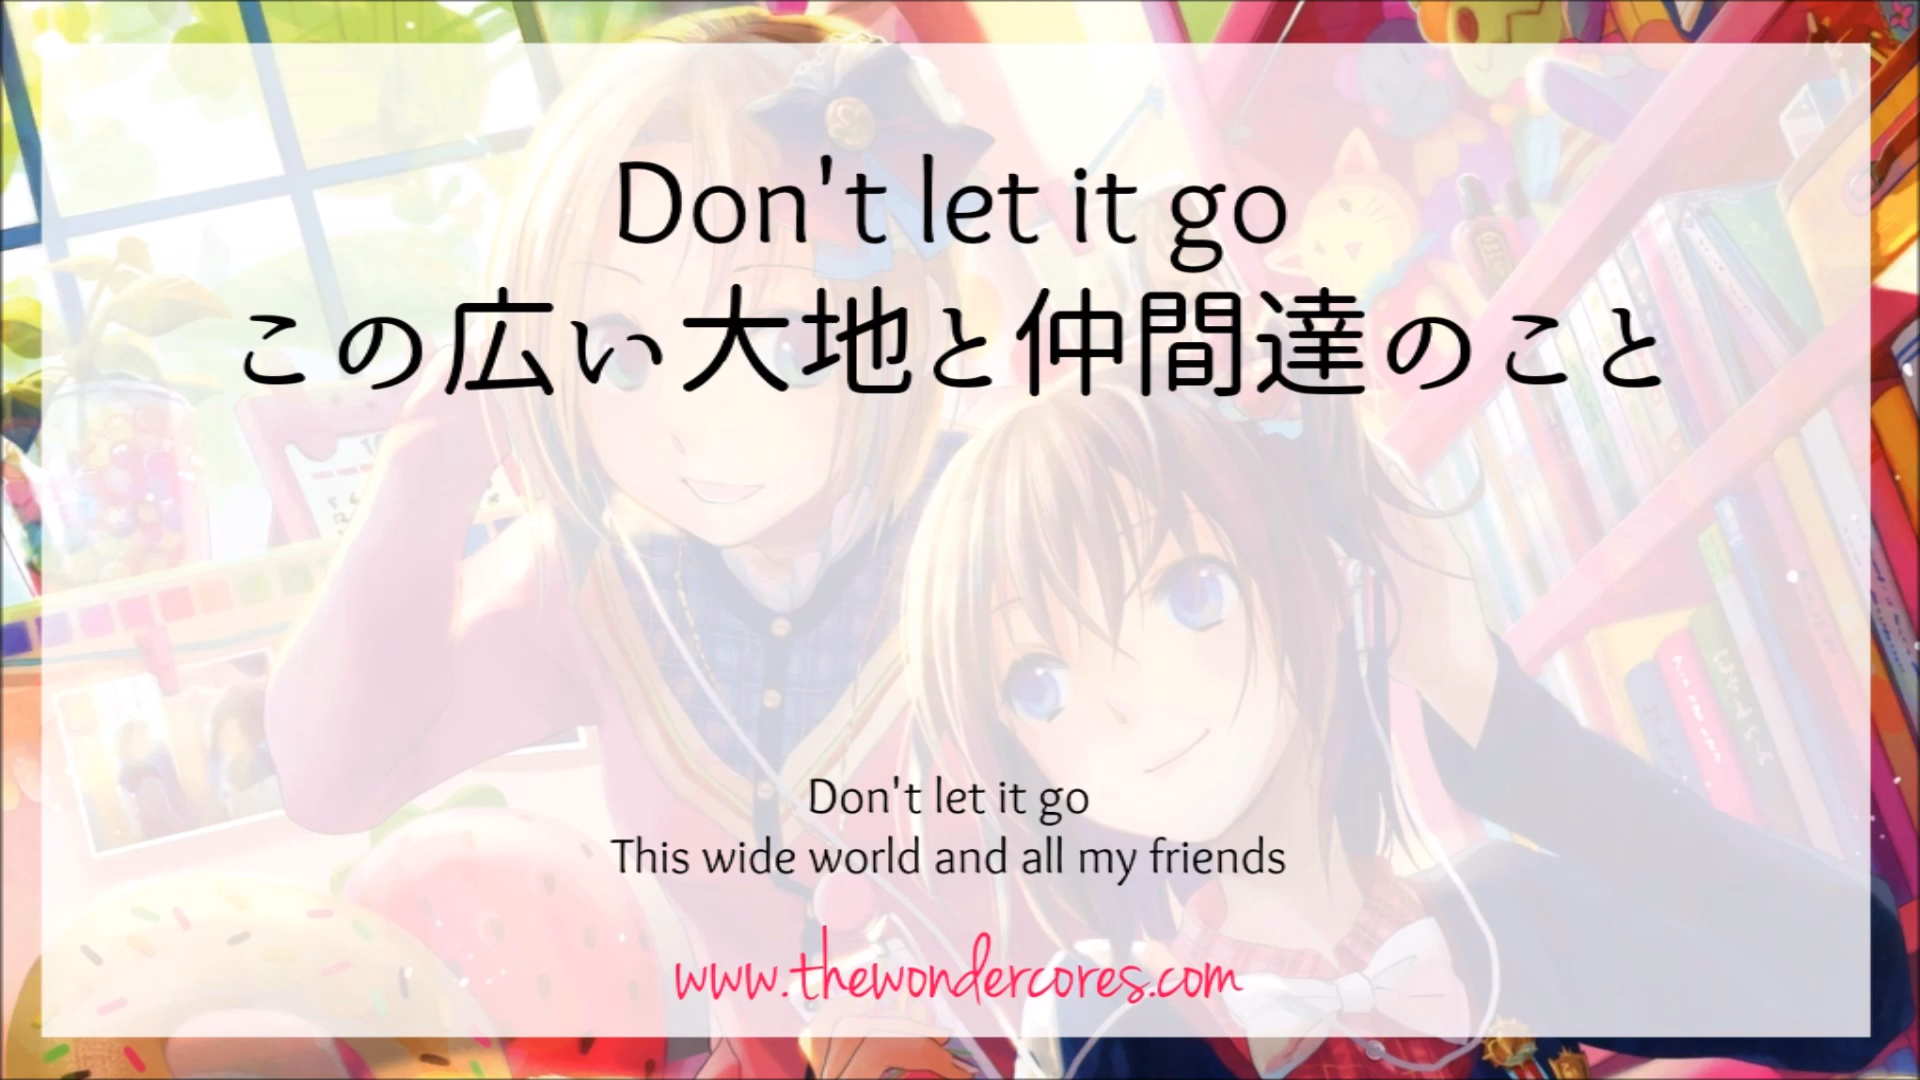 Don't let it go
この広い大地と仲間達のこと
Don't let it go
This wide world and all my friends
www.thewondercores.com